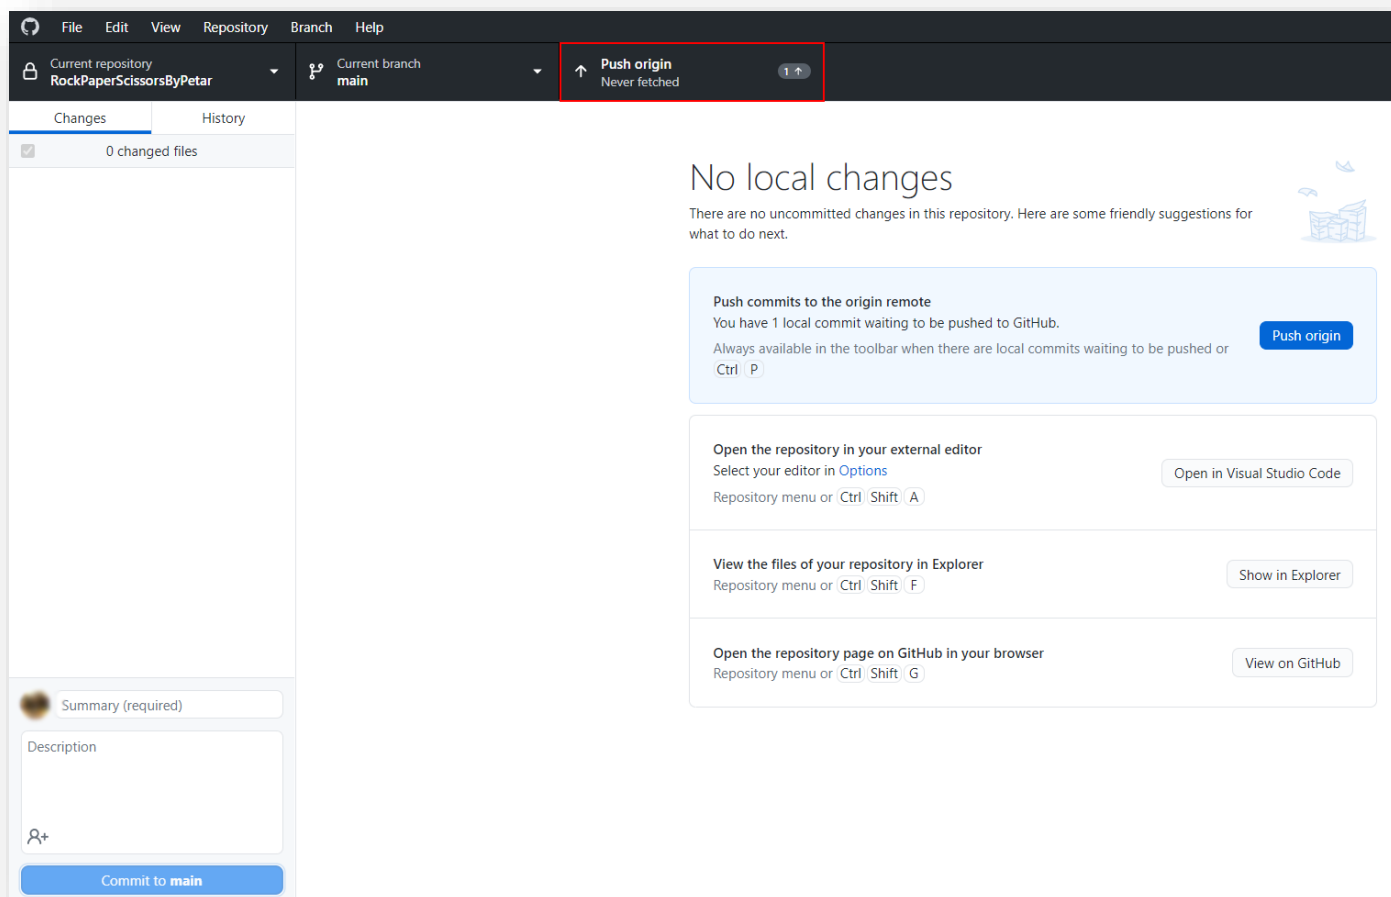 File Edit View Repository Branch Help
Current repository
RockPaperScissorsByPetar
Current branch
main
Push origin
Never fetched
1
Changes History
0 changed files
No local changes
There are no uncommitted changes in this repository. Here are some friendly suggestions for
what to do next.
Push commits to the origin remote
You have 1 local commit waiting to be pushed to GitHub.
Always available in the toolbar when there are local commits waiting to be pushed or
Ctrl P
Push origin
Open the repository in your external editor
Select your editor in Options
Repository menu or Ctrl Shift A
Open in Visual Studio Code
View the files of your repository in Explorer
Repository menu or Ctrl Shift F
Show in Explorer
Open the repository page on GitHub in your browser
Repository menu or Ctrl Shift G
View on GitHub
Summary (required)
Description
Commit to main